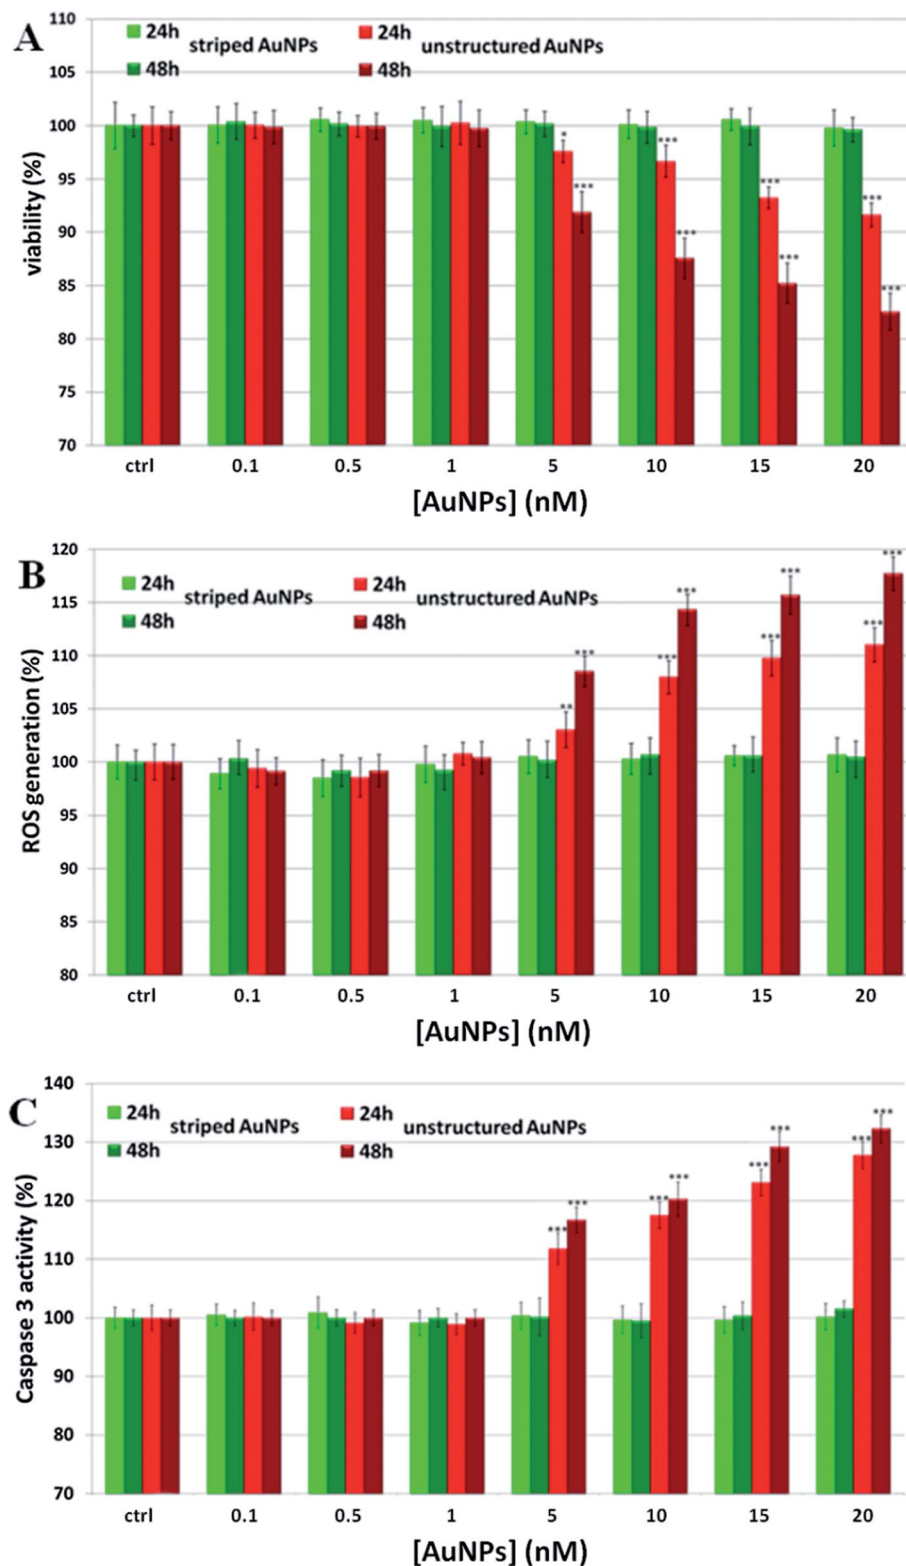 A
24h striped AuNPs 24h unstructured AuNPs
48h 48h
110
105
100
95
90
85
80
75
70
viability (%)
* *** *** ***
*** *** *** ***
ctrl 0.1 0.5 1 5 10 15 20
[AuNPs] (nM)
B
24h striped AuNPs 24h unstructured AuNPs
48h 48h
120
115
110
105
100
95
90
85
80
ROS generation (%)
** *** *** ***
*** *** *** ***
ctrl 0.1 0.5 1 5 10 15 20
[AuNPs] (nM)
C
24h striped AuNPs 24h unstructured AuNPs
48h 48h
140
130
120
110
100
90
80
70
Caspase 3 activity (%)
*** *** *** ***
*** *** *** ***
ctrl 0.1 0.5 1 5 10 15 20
[AuNPs] (nM)